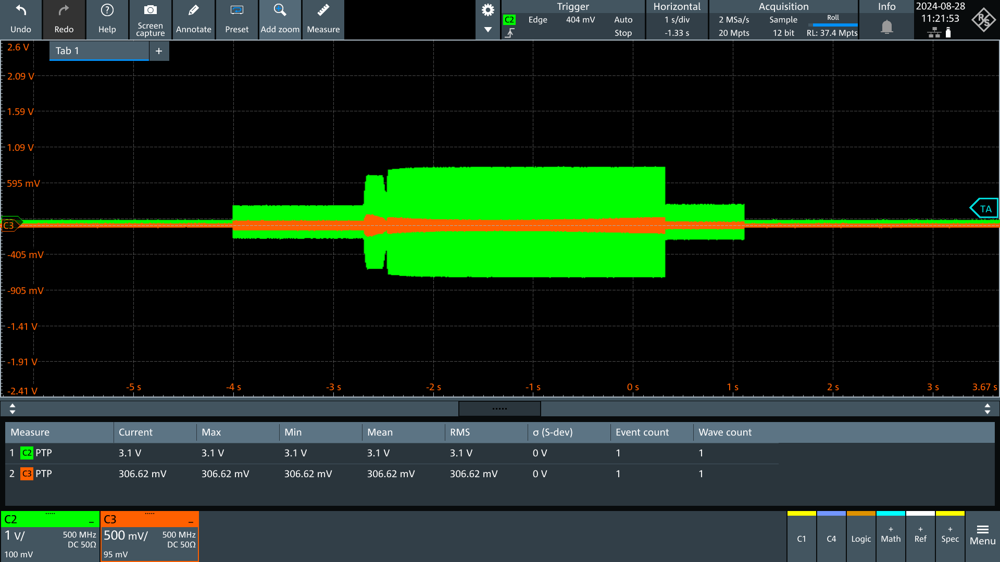 Undo
Redo
Help
Screen
capture
Annotate
Preset
Add zoom
Measure
Trigger
C2 Edge 404 mV Auto
Stop
Horizontal
1 s/div
-1.33 s
Acquisition
2 MSa/s Sample Roll
20 Mpts 12 bit RL: 37.4 Mpts
Info
2024-08-28
11:21:53
R S
Tab 1 +
2.6 V
2.09 V
1.59 V
1.09 V
595 mV
TA
C3
-405 mV
-905 mV
-1.41 V
-1.91 V
-2.41 V
-5 s -4 s -3 s -2 s -1 s 0 s 1 s 2 s 3 s 3.67 s
Measure Current Max Min Mean RMS σ (S-dev) Event count Wave count
1 C2 PTP 3.1 V 3.1 V 3.1 V 3.1 V 3.1 V 0 V 1 1
2 C3 PTP 306.62 mV 306.62 mV 306.62 mV 306.62 mV 306.62 mV 0 V 1 1
C2
1 V/ 500 MHz
DC 50Ω
100 mV
C3
500 mV/ 500 MHz
DC 50Ω
95 mV
C1
C4
Logic
+
Math
+
Ref
+
Spec
Menu